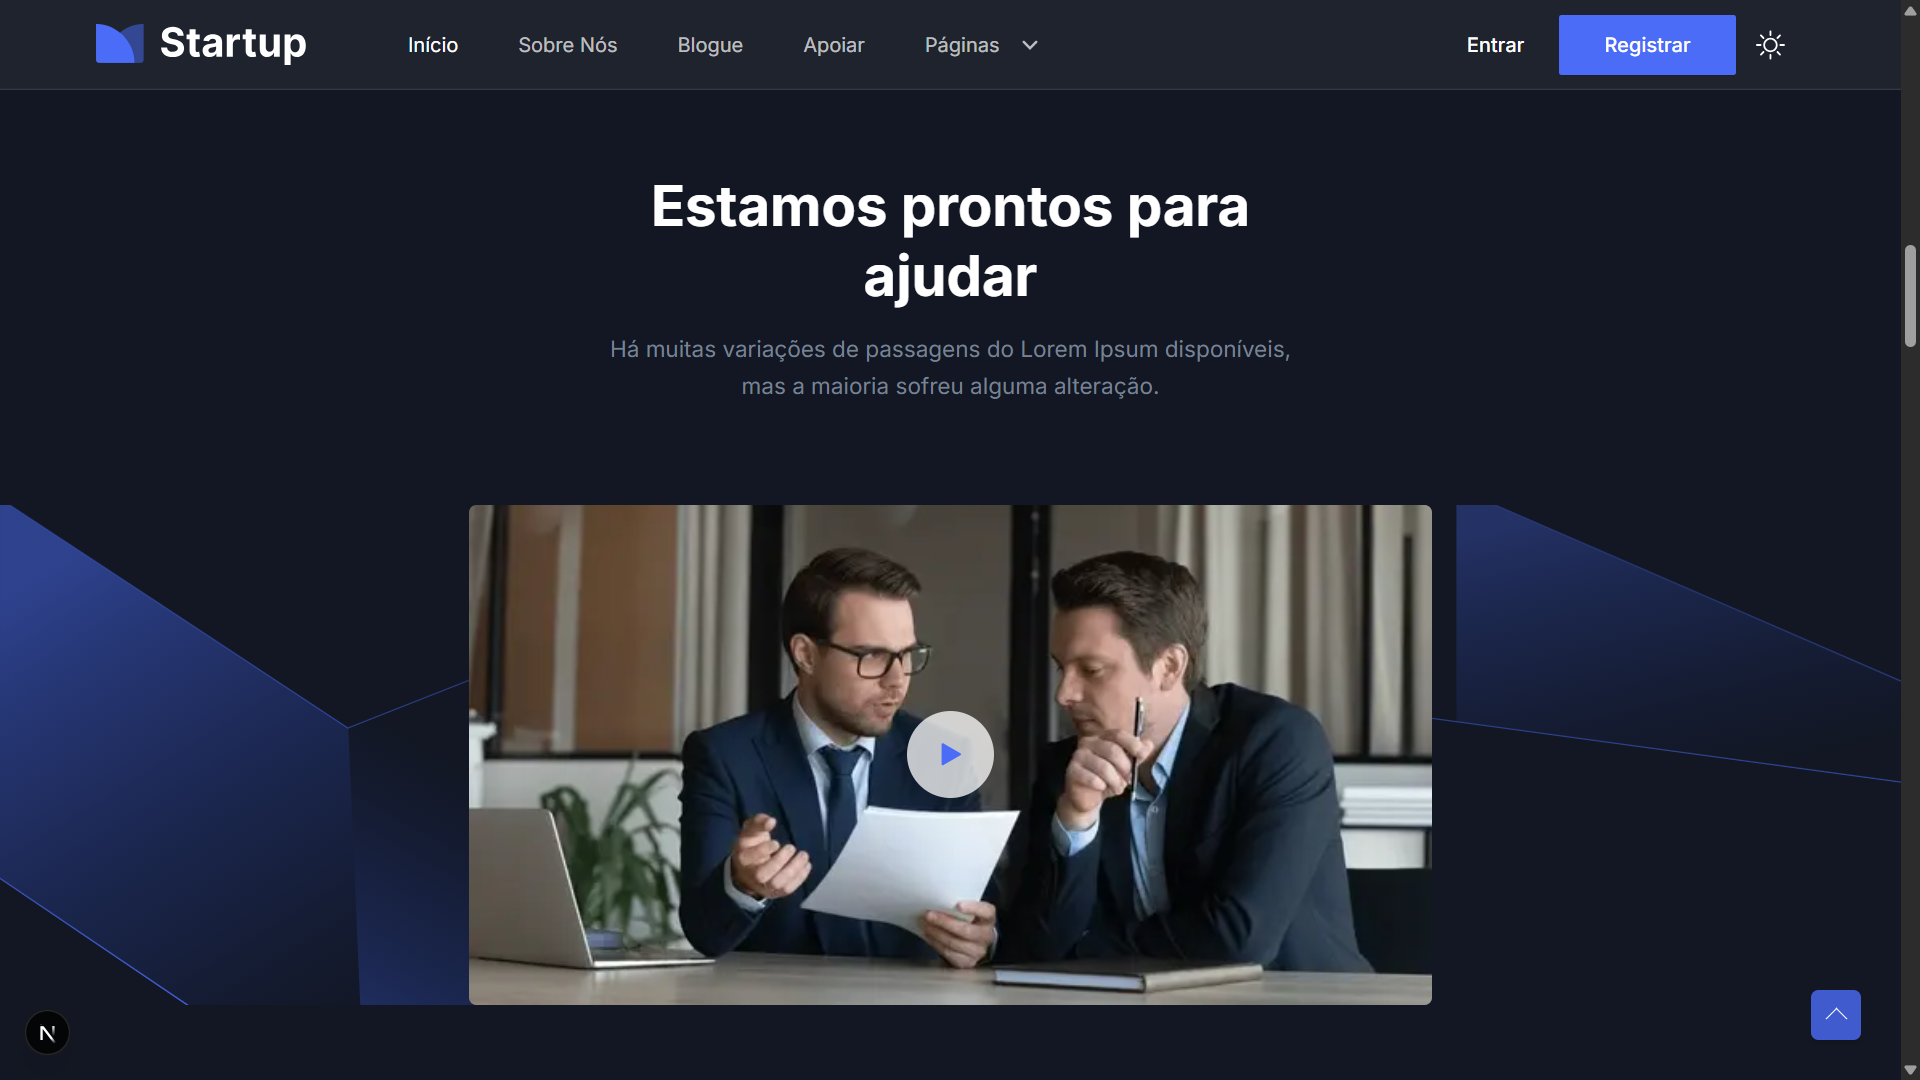 Startup
Início
Sobre Nós
Blogue
Apoiar
Páginas
Entrar
Registrar
Estamos prontos para
ajudar
Há muitas variações de passagens do Lorem Ipsum disponíveis,
mas a maioria sofreu alguma alteração.
N